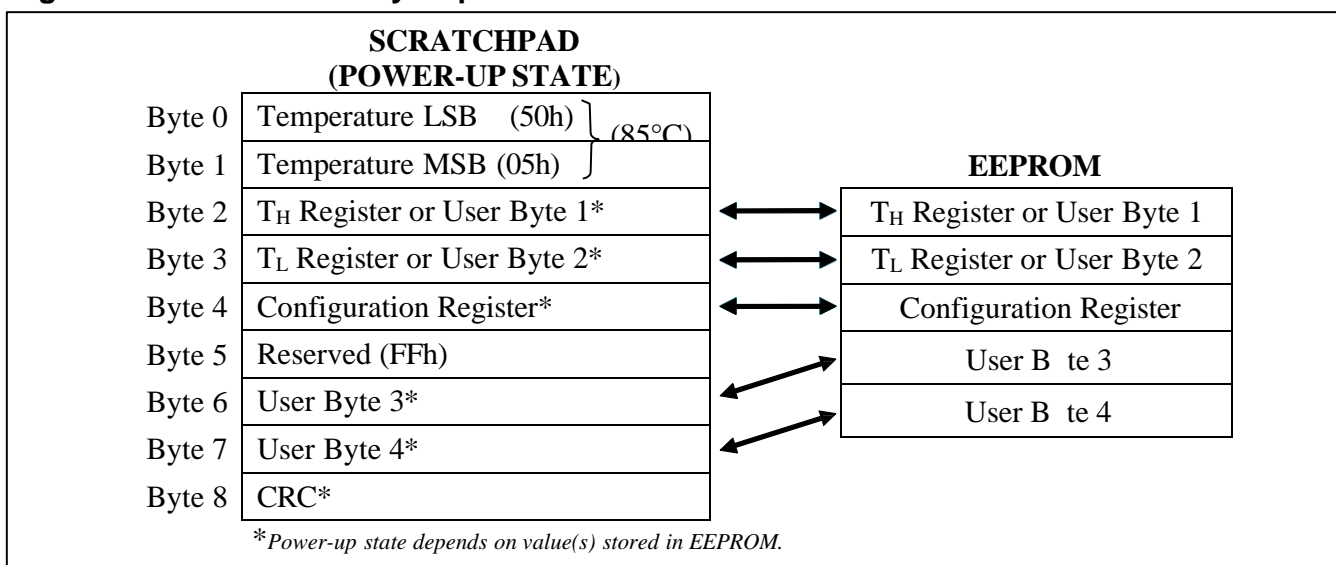 SCRATCHPAD
(POWER-UP STATE)
Byte 0 Temperature LSB (50h)
(85°C)
Byte 1 Temperature MSB (05h)
EEPROM
Byte 2 TH Register or User Byte 1* TH Register or User Byte 1
Byte 3 TL Register or User Byte 2* TL Register or User Byte 2
Byte 4 Configuration Register* Configuration Register
Byte 5 Reserved (FFh) User B te 3
Byte 6 User Byte 3* User B te 4
Byte 7 User Byte 4*
Byte 8 CRC*
*Power-up state depends on value(s) stored in EEPROM.